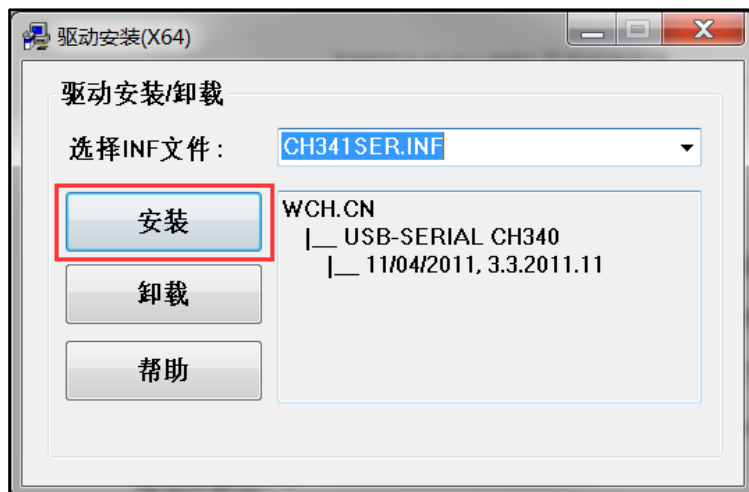 驱动安装(X64)
驱动安装/卸载
选择INF文件：
CH341SER.INF
安装
WCH.CN
|__ USB-SERIAL CH340
|__ 11/04/2011, 3.3.2011.11
卸载
帮助